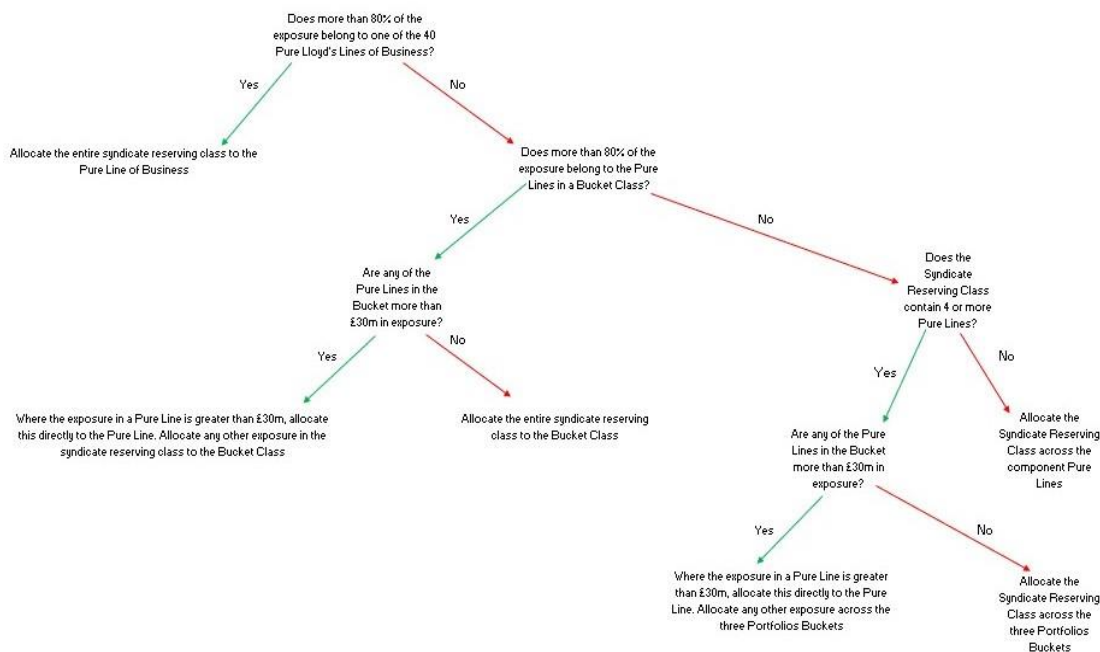 Does more than 80% of the
exposure belong to one of the 40
Pure Lloyd's Lines of Business?
Yes
No
Allocate the entire syndicate reserving class to the
Pure Line of Business
Does more than 80% of the
exposure belong to the Pure
Lines in a Bucket Class?
Yes
No
Are any of the
Pure Lines in the
Bucket more than
£30m in exposure?
Does the
Syndicate
Reserving Class
contain 4 or more
Pure Lines?
Yes
No
Yes
No
Where the exposure in a Pure Line is greater than £30m, allocate
this directly to the Pure Line. Allocate any other exposure in the
syndicate reserving class to the Bucket Class
Allocate the entire syndicate reserving
class to the Bucket Class
Are any of the Pure
Lines in the Bucket
more than £30m in
exposure?
Allocate the
Syndicate Reserving
Class across the
component Pure
Lines
Yes
No
Where the exposure in a Pure Line is greater
than £30m, allocate this directly to the Pure
Line. Allocate any other exposure across the
three Portfolios Buckets
Allocate the
Syndicate Reserving
Class across the
three Portfolios
Buckets